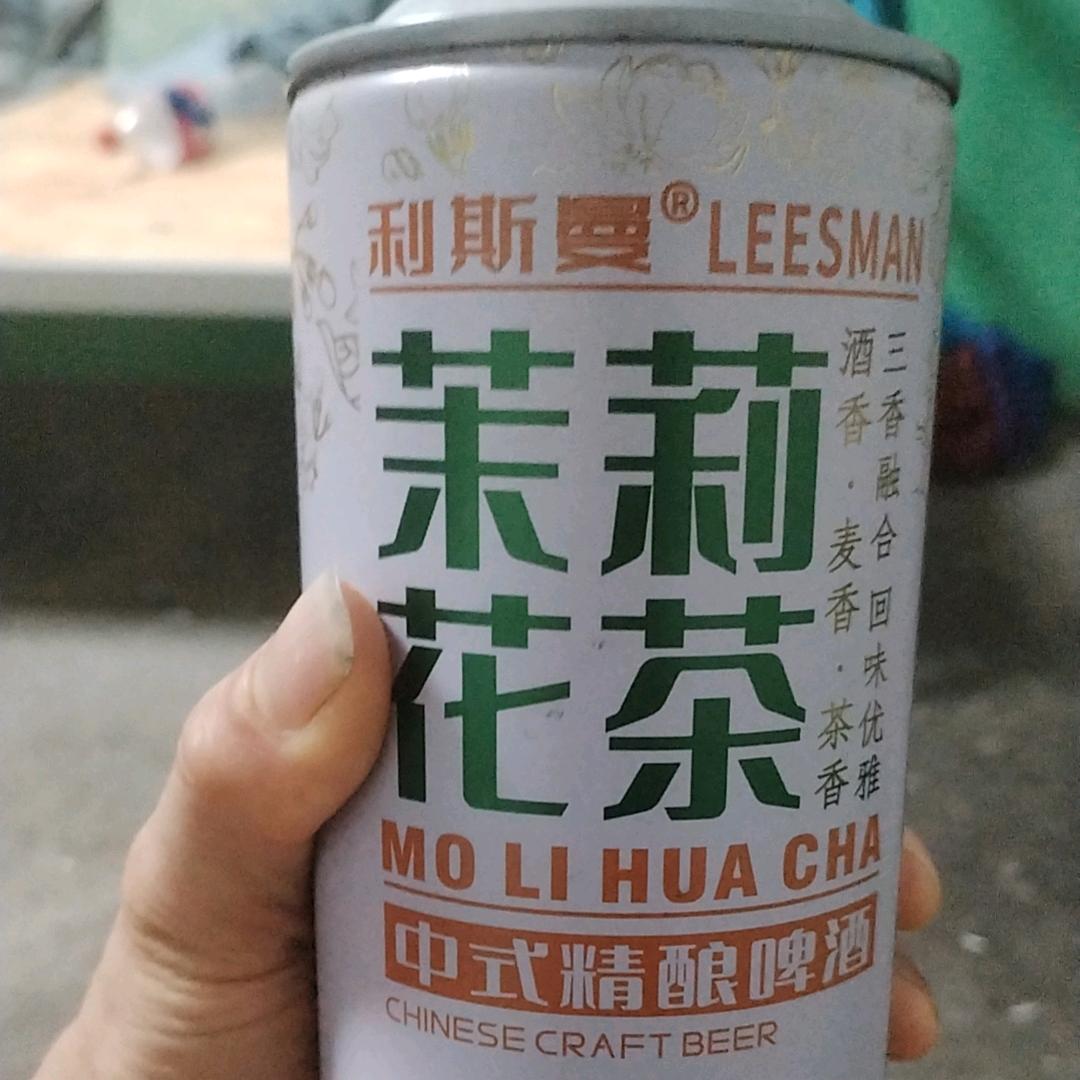 利斯曼® LEESMAN
茉莉
花茶
三香融合 回味优雅
酒香·麦香·茶香
MO LI HUA CHA
中式精酿啤酒
CHINESE CRAFT BEER